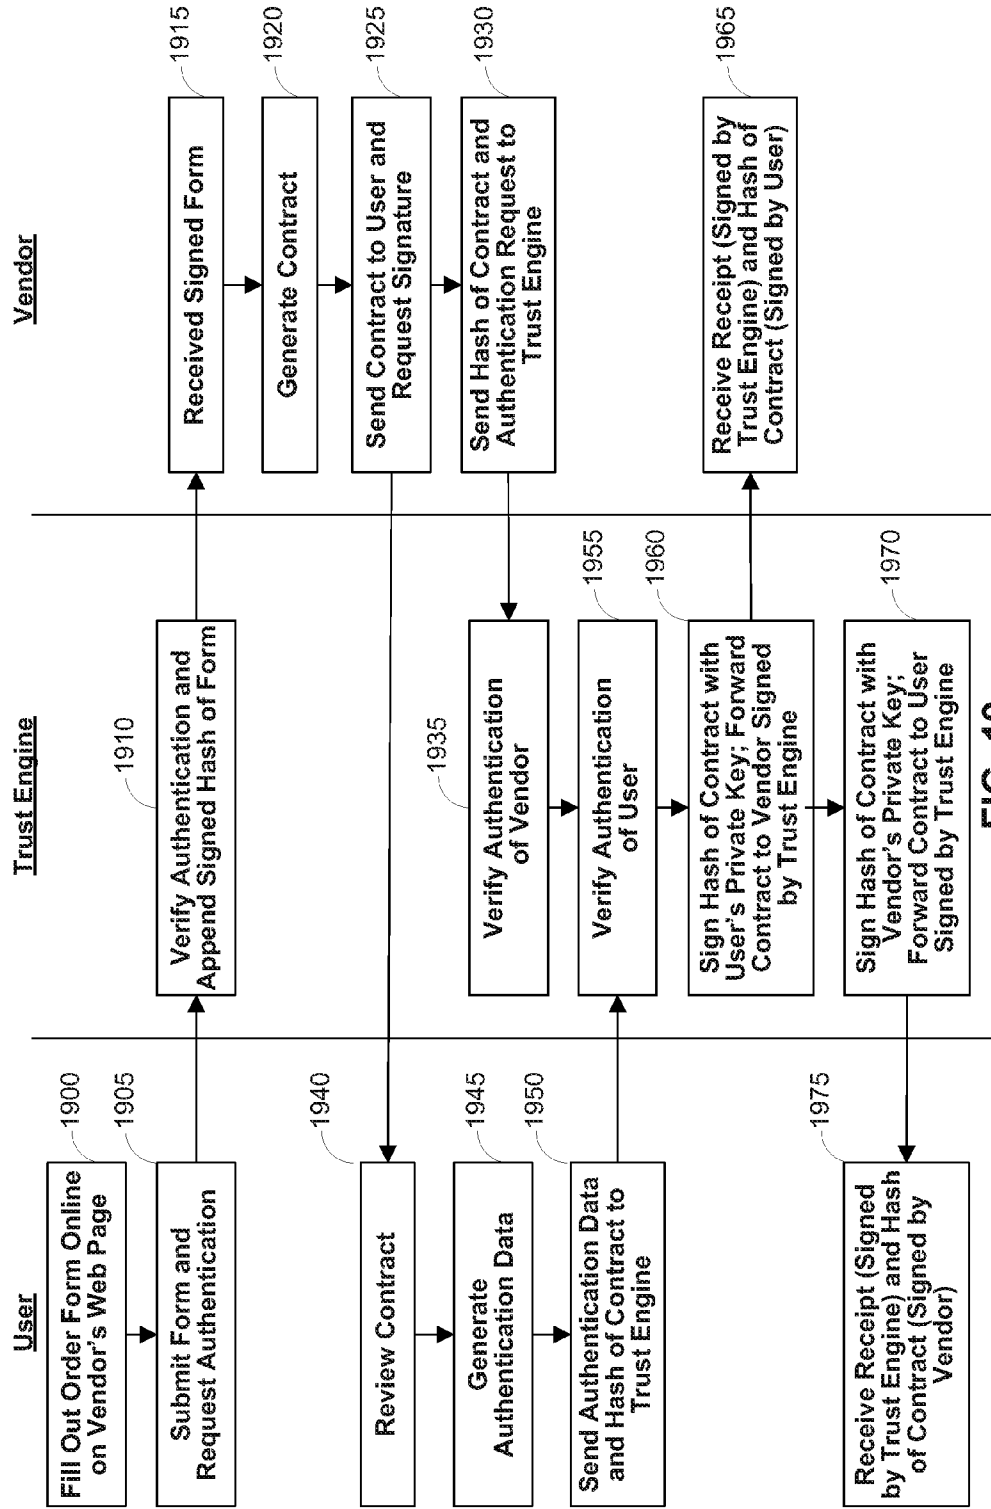 User
Fill Out Order Form Online
on Vendor's Web Page
1900
Submit Form and
Request Authentication
1905
Review Contract
1940
Generate
Authentication Data
1945
Send Authentication Data
and Hash of Contract to
Trust Engine
1950
Receive Receipt (Signed
by Trust Engine) and Hash
of Contract (Signed by
Vendor)
1975
Trust Engine
Verify Authentication and
Append Signed Hash of Form
1910
Verify Authentication
of Vendor
1935
Verify Authentication
of User
1955
Sign Hash of Contract with
User's Private Key; Forward
Contract to Vendor Signed
by Trust Engine
1960
Sign Hash of Contract with
Vendor's Private Key;
Forward Contract to User
Signed by Trust Engine
1970
Vendor
Received Signed Form
1915
Generate Contract
1920
Send Contract to User and
Request Signature
1925
Send Hash of Contract and
Authentication Request to
Trust Engine
1930
Receive Receipt (Signed by
Trust Engine) and Hash of
Contract (Signed by User)
1965
FIG.